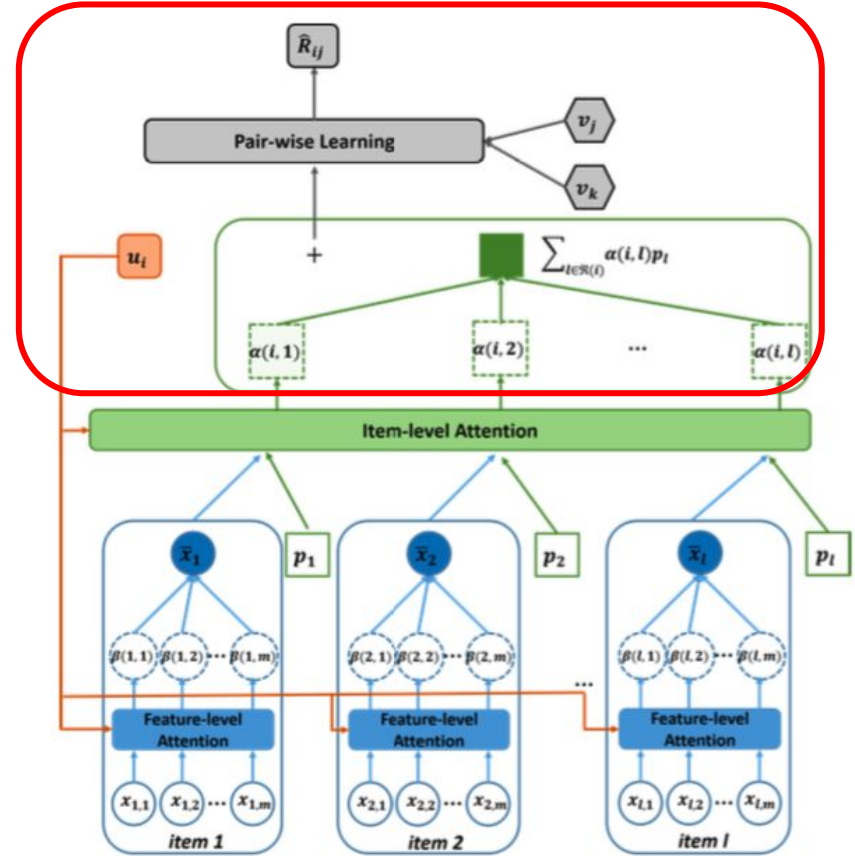 R̂ij
Pair-wise Learning
vj
vk
ui
+
∑l∈ℜ(i) α(i, l)pl
α(i, 1) α(i, 2) ... α(i, l)
Item-level Attention
x̄1 p1 x̄2 p2 x̄l pl
β(1, 1) β(1, 2) ... β(1, m) β(2, 1) β(2, 2) ... β(2, m) β(l, 1) β(l, 2) ... β(l, m)
...
Feature-level Attention Feature-level Attention Feature-level Attention
x1,1 x1,2 ... x1,m x2,1 x2,2 ... x2,m xl,1 xl,2 ... xl,m
item 1 item 2 item l